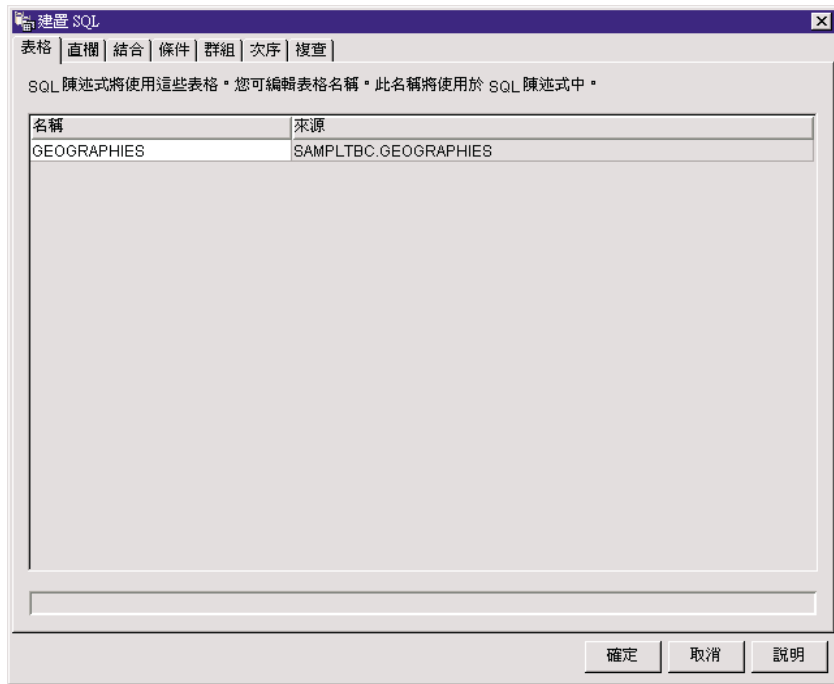 建置 SQL
表格 直欄 結合 條件 群組 次序 複查
SQL 陳述式將使用這些表格。您可編輯表格名稱。此名稱將使用於 SQL 陳述式中。
名稱 來源
GEOGRAPHIES SAMPLTBC.GEOGRAPHIES
確定 取消 說明